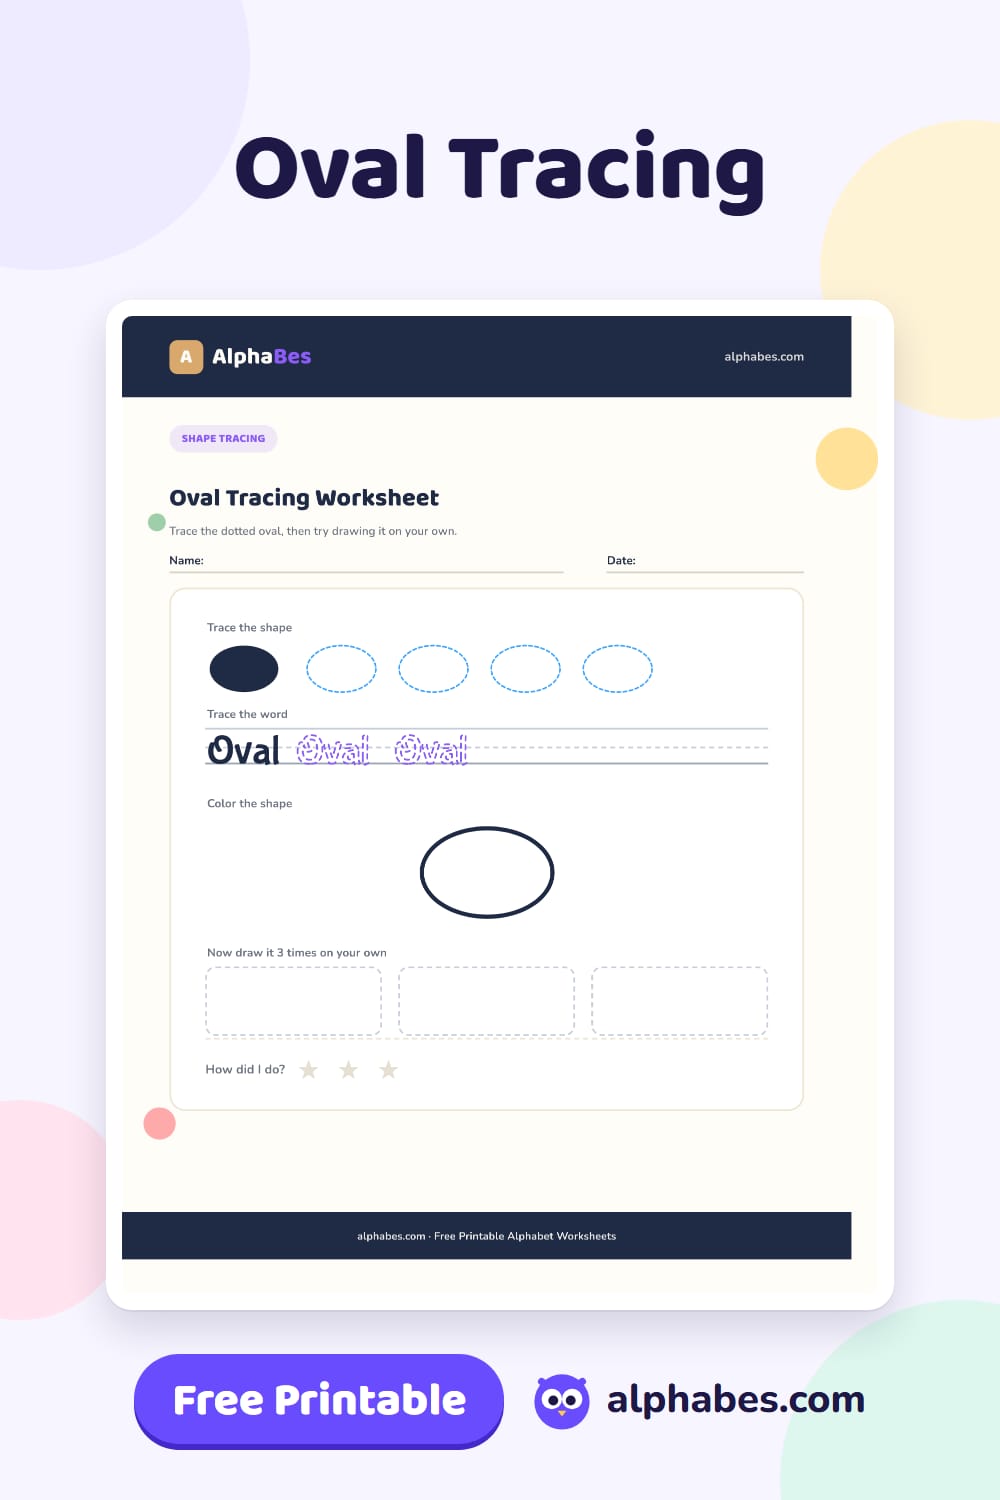 Oval Tracing
A AlphaBes
alphabes.com
SHAPE TRACING
Oval Tracing Worksheet
Trace the dotted oval, then try drawing it on your own.
Name: Date:
Trace the shape
Trace the word
Oval Oval Oval
Color the shape
Now draw it 3 times on your own
How did I do?
alphabes.com · Free Printable Alphabet Worksheets
Free Printable
alphabes.com